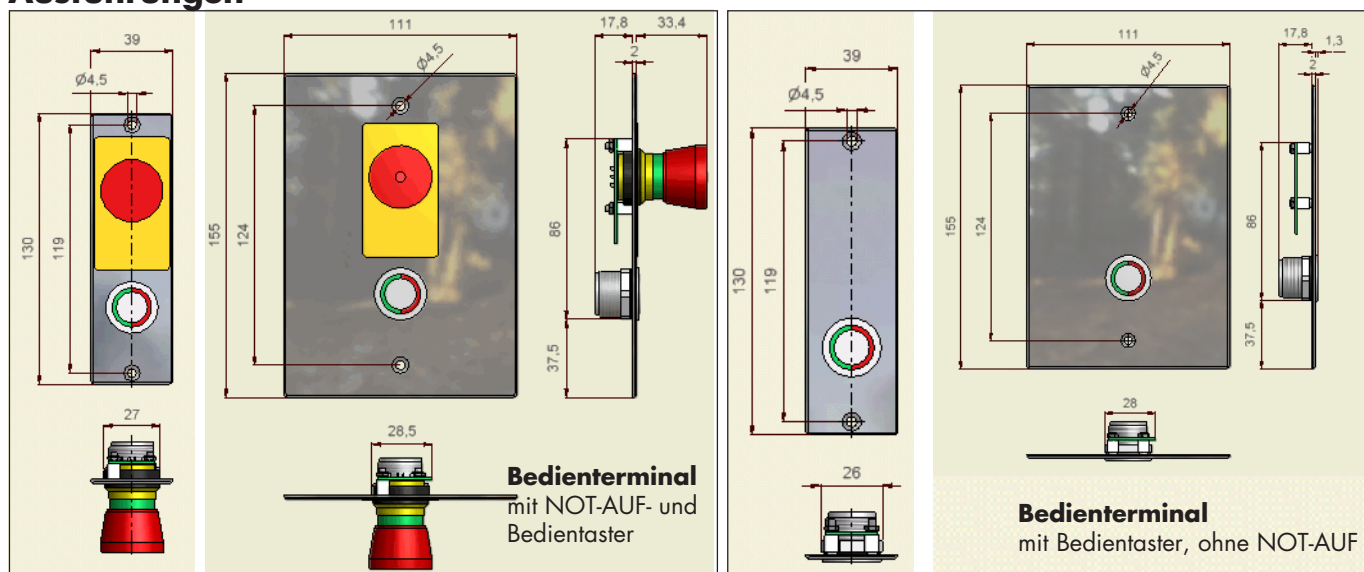 39
Ø4,5
130
119
27
111
Ø4,5
155
124
28,5
17,8
33,4
2
86
37,5
Bedienterminal
mit NOT-AUF- und
Bedientaster
39
Ø4,5
130
119
26
111
Ø4,5
155
124
28
17,8
1,3
2
86
37,5
Bedienterminal
mit Bedientaster, ohne NOT-AUF